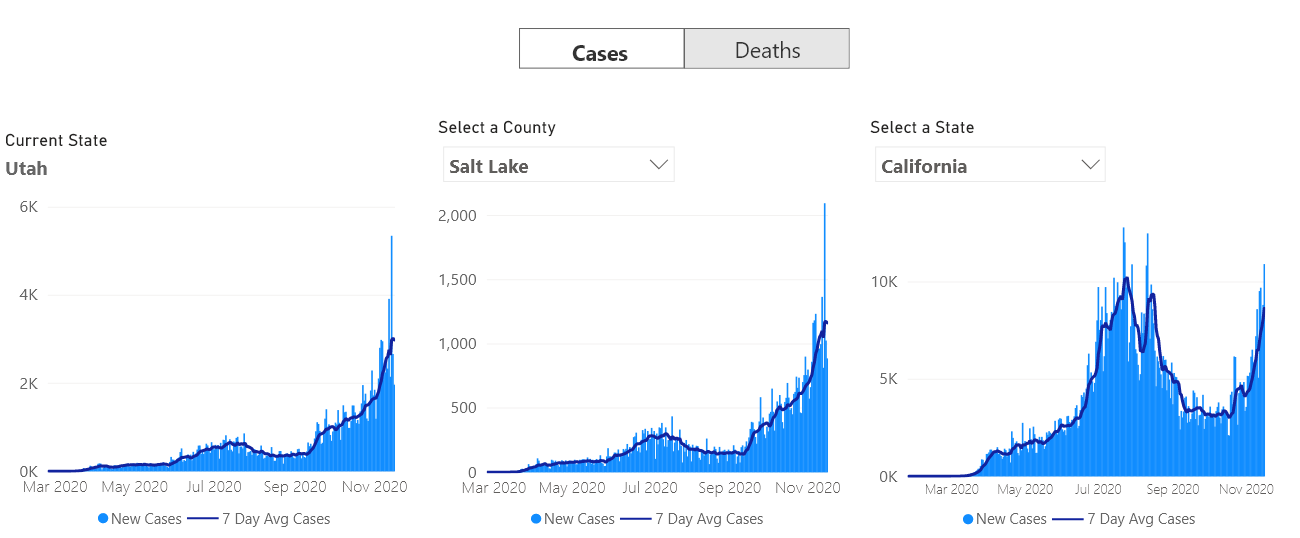 Cases Deaths
Current State
Utah
6K
4K
2K
0K
Mar 2020 May 2020 Jul 2020 Sep 2020 Nov 2020
New Cases 7 Day Avg Cases
Select a County
Salt Lake
2,000
1,500
1,000
500
0
Mar 2020 May 2020 Jul 2020 Sep 2020 Nov 2020
New Cases 7 Day Avg Cases
Select a State
California
10K
5K
0K
Mar 2020 May 2020 Jul 2020 Sep 2020 Nov 2020
New Cases 7 Day Avg Cases